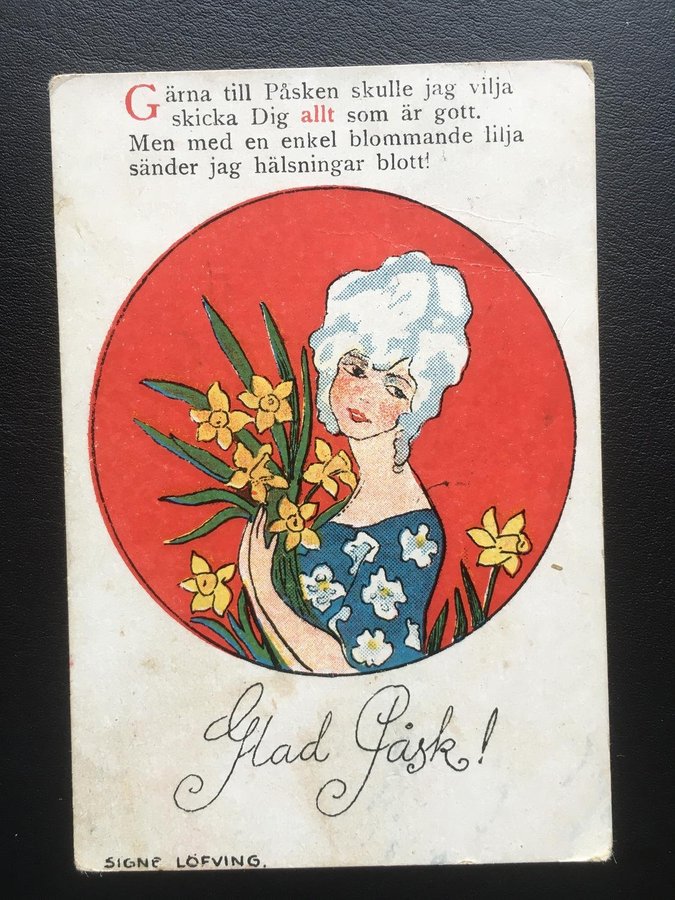 Gärna till Påsken skulle jag vilja
skicka Dig allt som är gott.
Men med en enkel blommande lilja
sänder jag hälsningar blott!
Glad Påsk!
SIGNE LÖFVING.